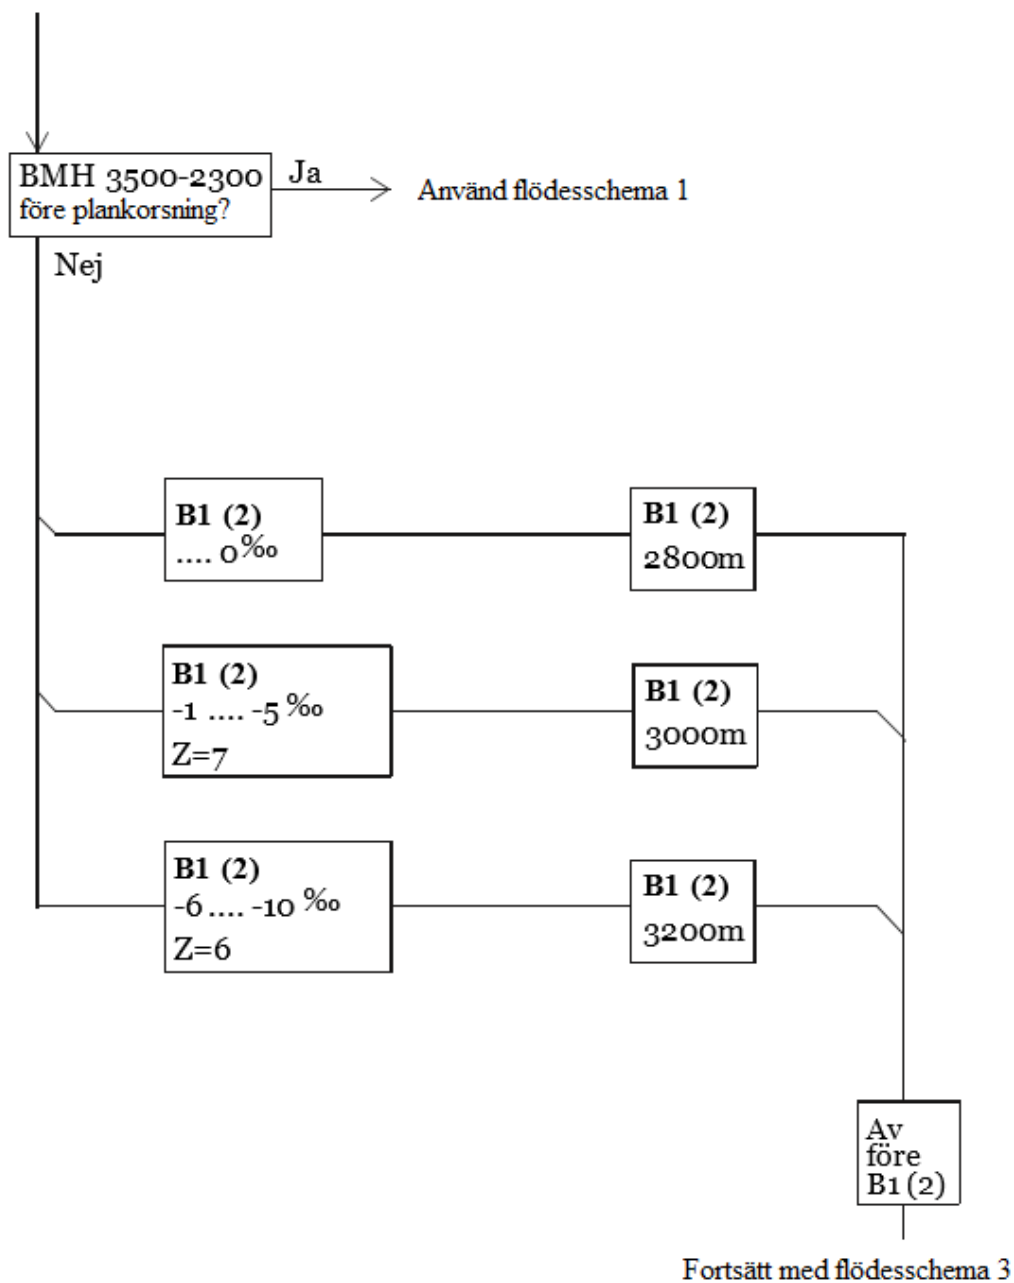 BMH 3500-2300
före plankorsning?
Ja
Använd flödesschema 1
Nej
B1 (2)
.... 0‰
B1 (2)
2800m
B1 (2)
-1 .... -5 ‰
Z=7
B1 (2)
3000m
B1 (2)
-6 .... -10 ‰
Z=6
B1 (2)
3200m
Av
före
B1 (2)
Fortsätt med flödesschema 3